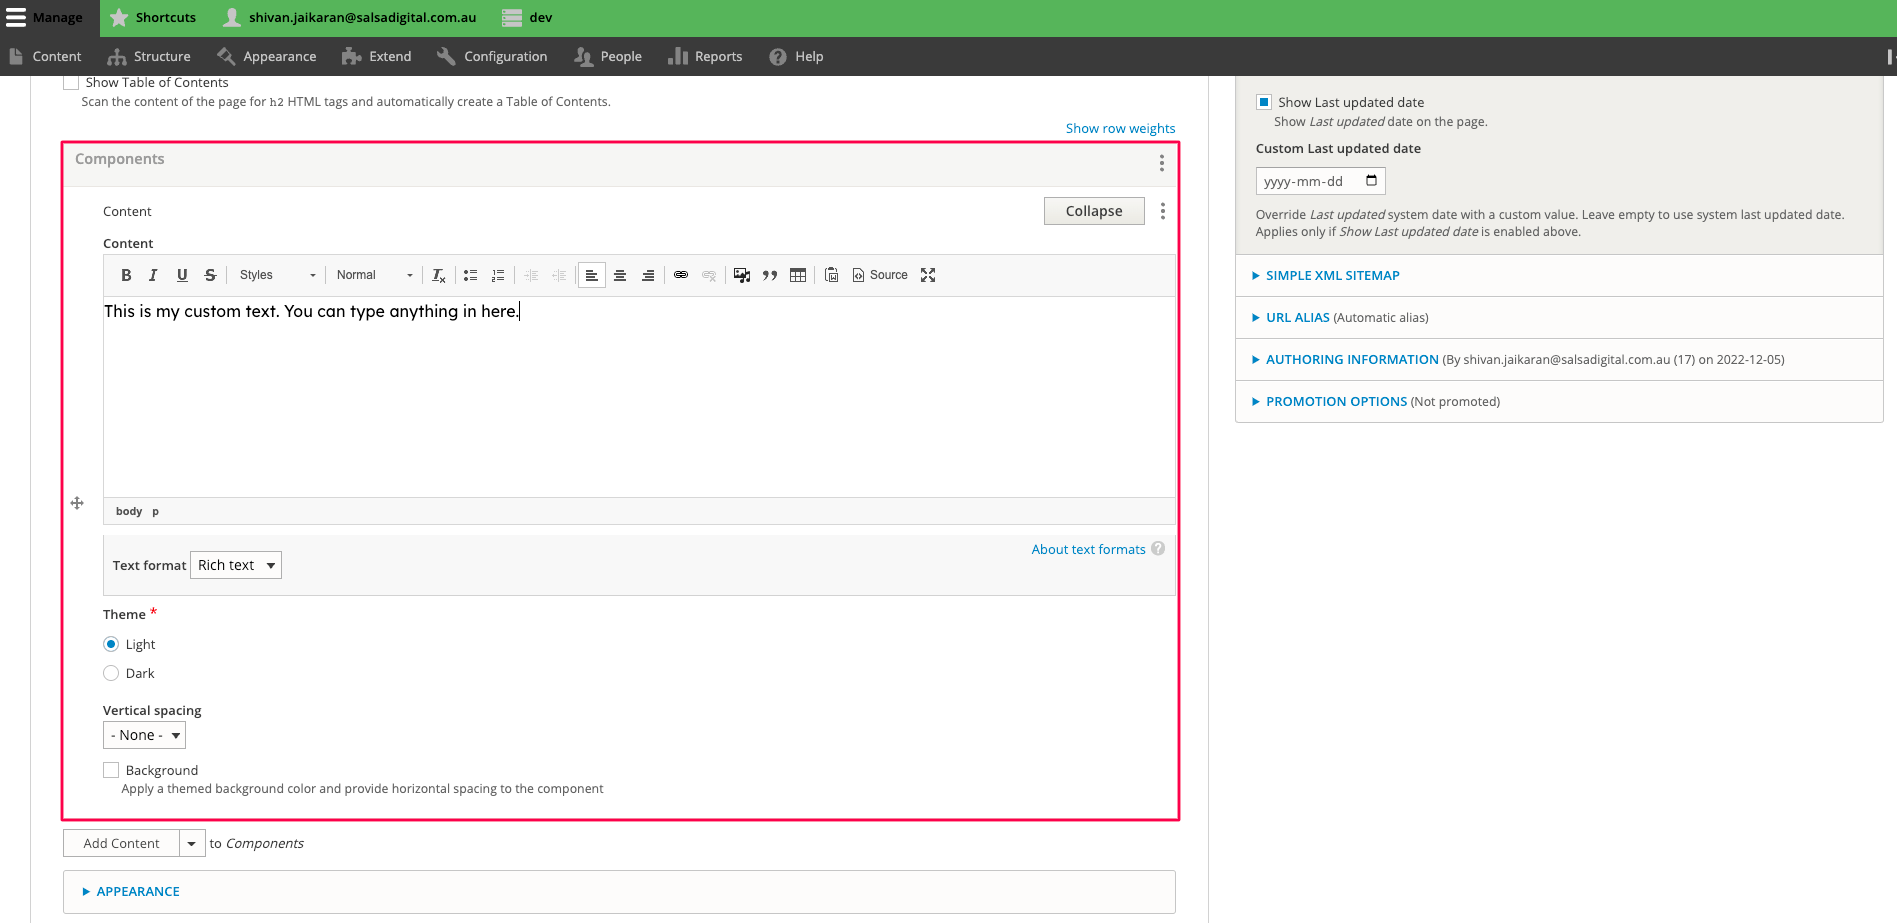 Manage Shortcuts shivan.jaikaran@salsadigital.com.au dev
Content Structure Appearance Extend Configuration People Reports Help
Show Table of Contents
Scan the content of the page for h2 HTML tags and automatically create a Table of Contents.
Show row weights
Components
Content Collapse
Content
B I U S Styles Normal Source
This is my custom text. You can type anything in here.
body p
About text formats ?
Text format Rich text
Theme *
Light
Dark
Vertical spacing
- None -
Background
Apply a themed background color and provide horizontal spacing to the component
Add Content to Components
APPEARANCE
Show Last updated date
Show Last updated date on the page.
Custom Last updated date
yyyy-mm-dd
Override Last updated system date with a custom value. Leave empty to use system last updated date.
Applies only if Show Last updated date is enabled above.
SIMPLE XML SITEMAP
URL ALIAS (Automatic alias)
AUTHORING INFORMATION (By shivan.jaikaran@salsadigital.com.au (17) on 2022-12-05)
PROMOTION OPTIONS (Not promoted)